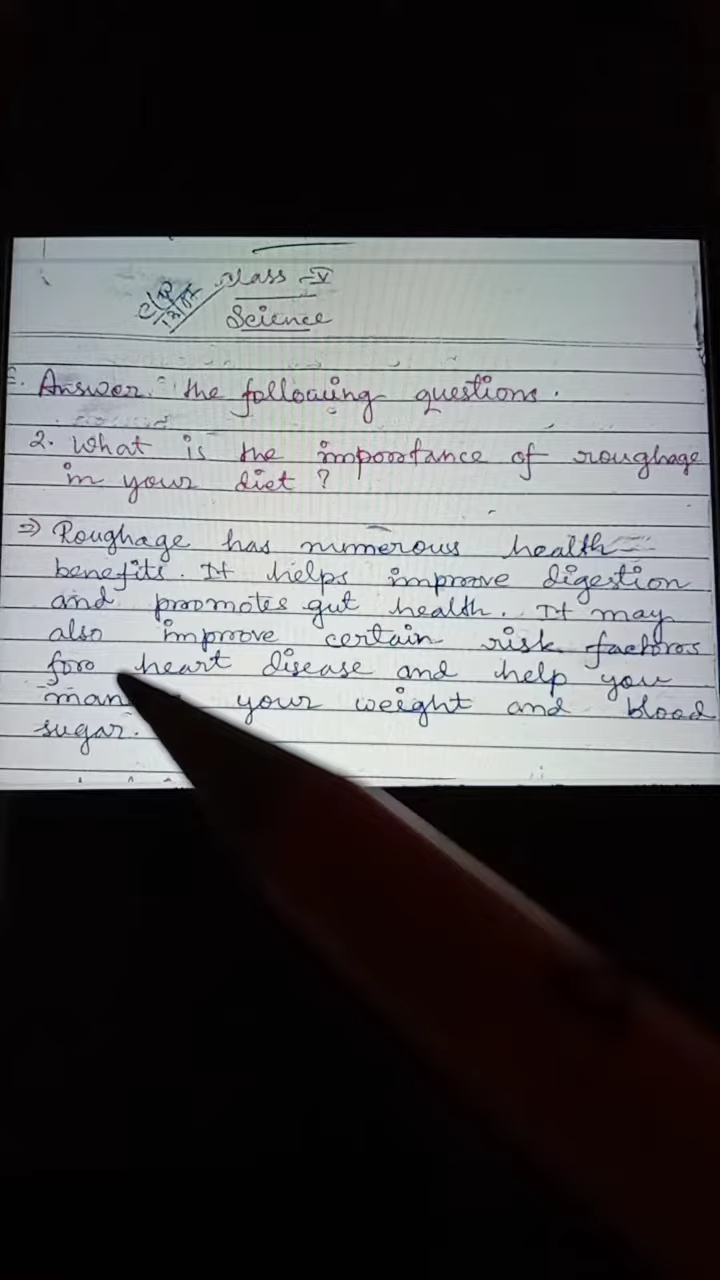 Class - V
Science
E. Answer the following questions.
2. What is the importance of roughage
in your diet ?
⇒ Roughage has numerous health
benefits. It helps improve digestion
and promotes gut health. It may
also improve certain risk factors
for heart disease and help you
your weight and blood
sugar.